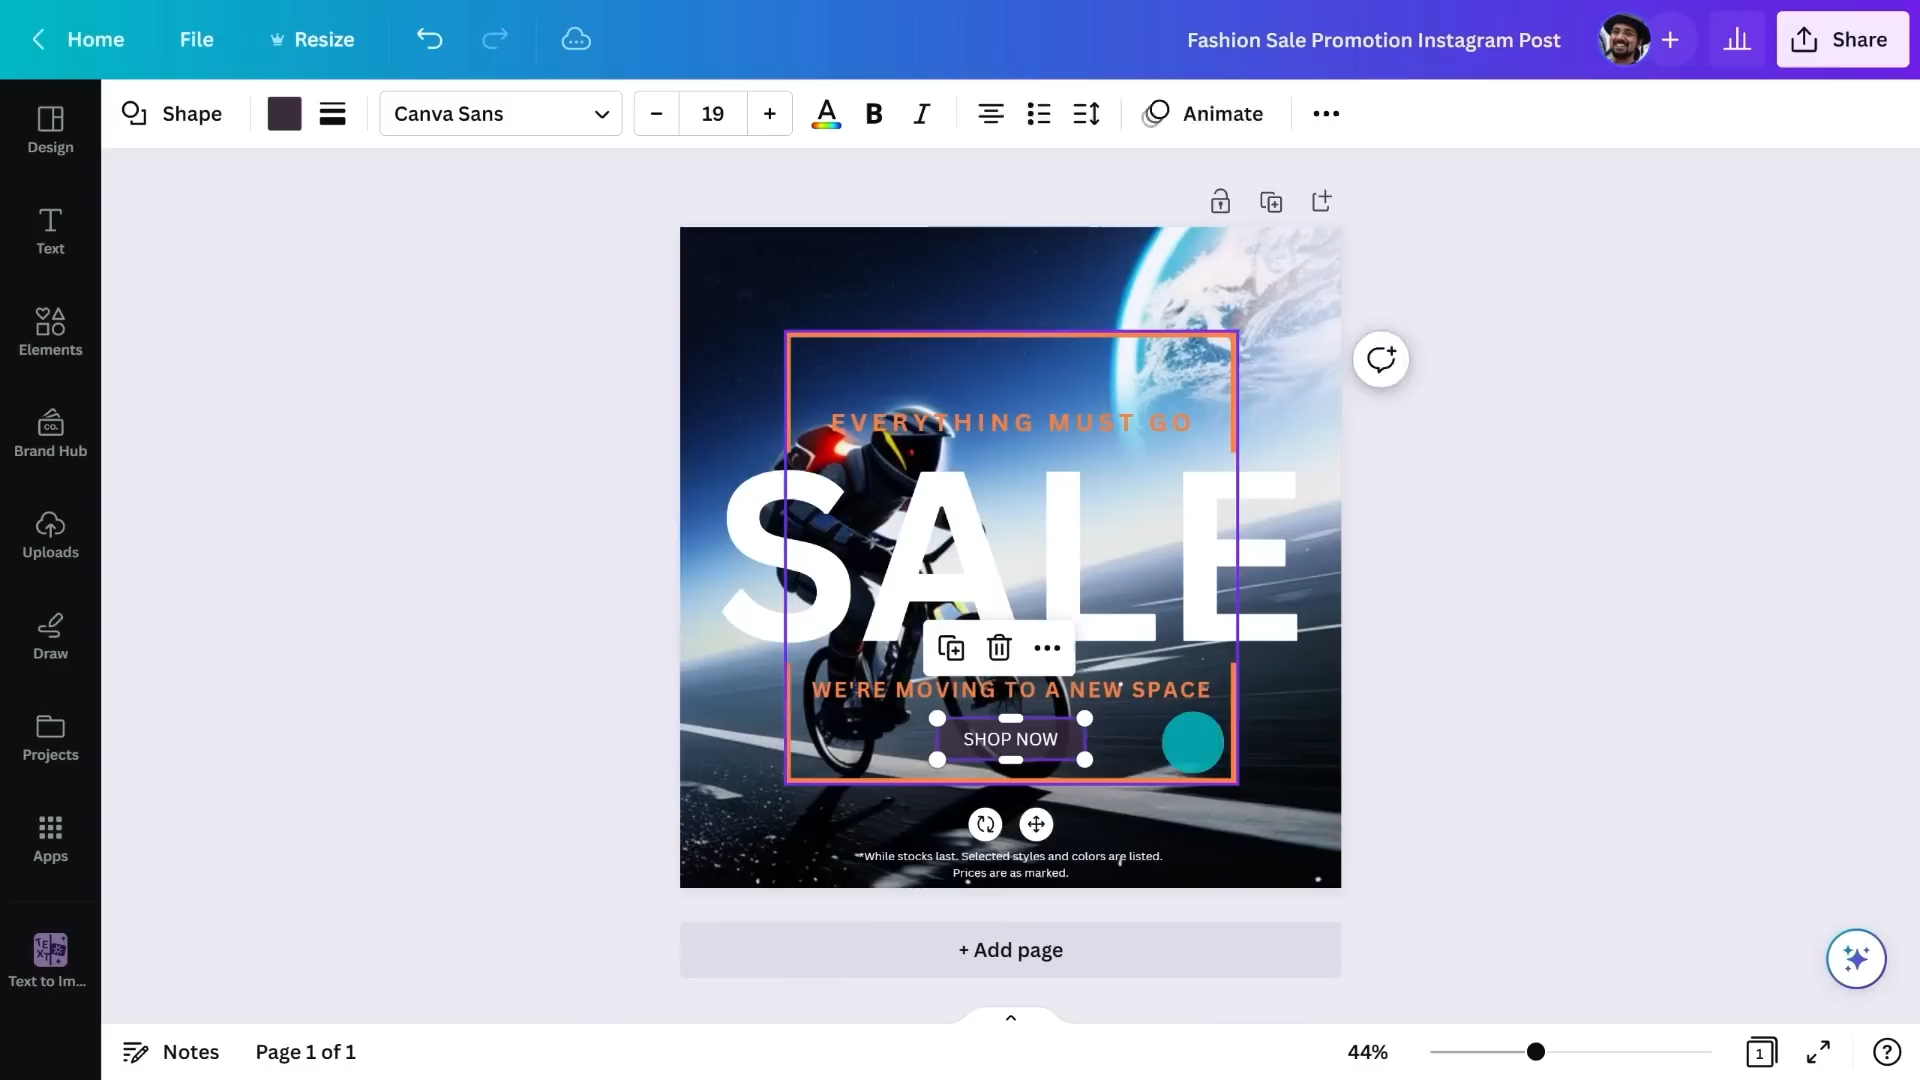 Home
File
Resize
Fashion Sale Promotion Instagram Post
Share
Shape
Canva Sans
19
A
B
I
Animate
Design
Text
Elements
CO.
Brand Hub
Uploads
Draw
Projects
Apps
TEXT
Text to Im...
EVERYTHING MUST GO
SALE
WE'RE MOVING TO A NEW SPACE
SHOP NOW
*While stocks last. Selected styles and colors are listed.
Prices are as marked.
+ Add page
Notes
Page 1 of 1
44%
1
?